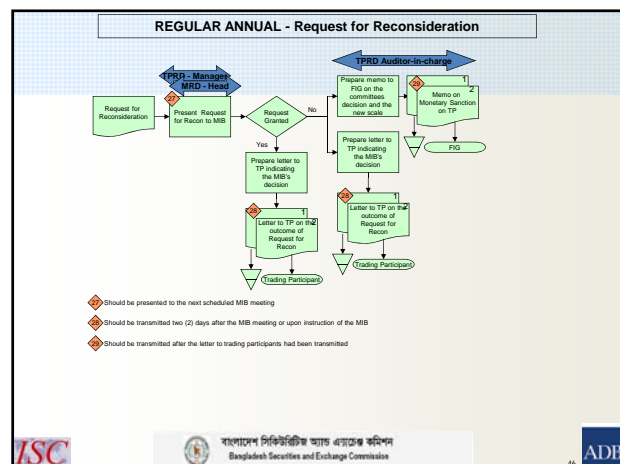 REGULAR ANNUAL - Request for Reconsideration
TPRD - Manager
MRD - Head
TPRD Auditor-in-charge
Request for
Reconsideration
27
Present Request
for Recon to MIB
Request
Granted
No
Yes
Prepare memo to
FIG on the
committees
decision and the
new scale
29
1
2
Memo on
Monetary Sanction
on TP
FIG
Prepare letter to
TP indicating
the MIB's
decision
Prepare letter to
TP indicating
the MIB's
decision
28
1
2
Letter to TP on the
outcome of
Request for
Recon
Trading Participant
28
1
2
Letter to TP on the
outcome of
Request for
Recon
Trading Participant
27 Should be presented to the next scheduled MIB meeting
28 Should be transmitted two (2) days after the MIB meeting or upon instruction of the MIB
29 Should be transmitted after the letter to trading participants had been transmitted
ISC
বাংলাদেশ সিকিউরিটিজ অ্যান্ড এক্সচেঞ্জ কমিশন
Bangladesh Securities and Exchange Commission
46
ADB